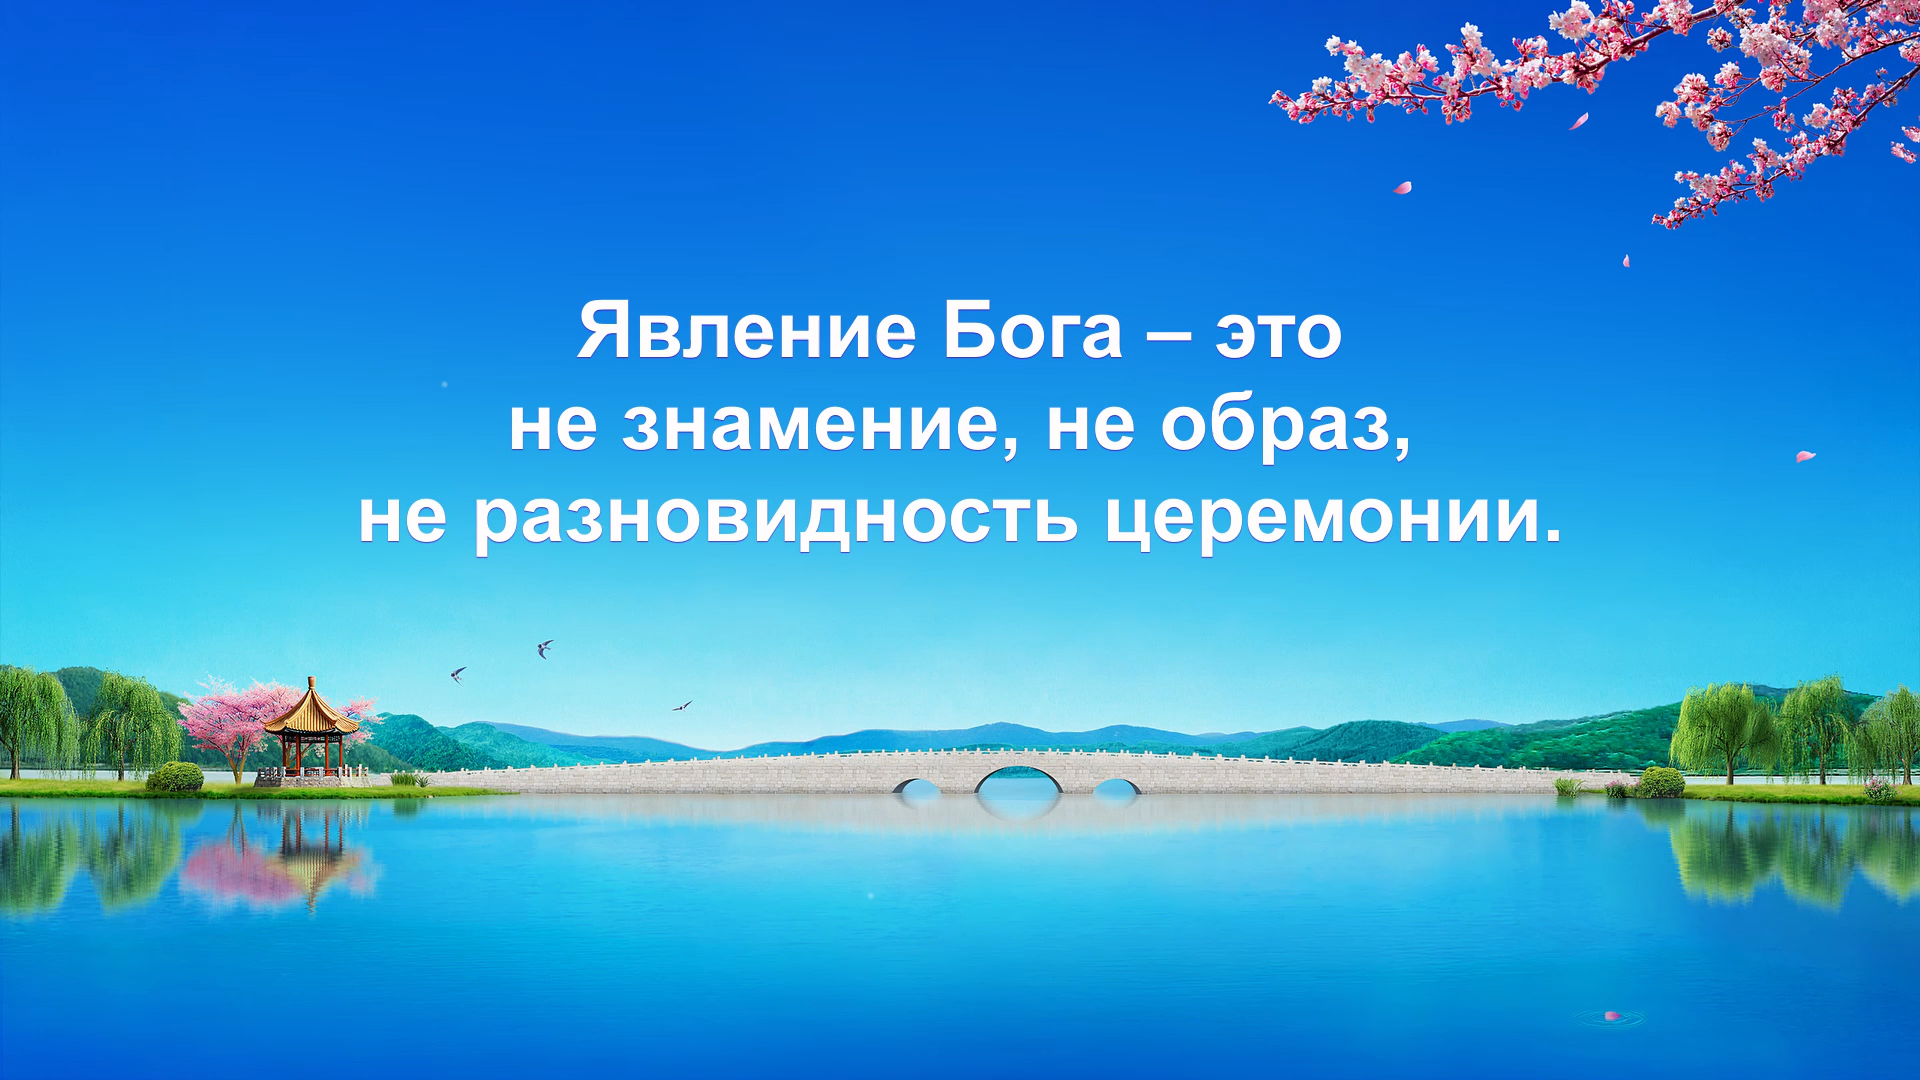 Явление Бога – это
не знамение, не образ,
не разновидность церемонии.